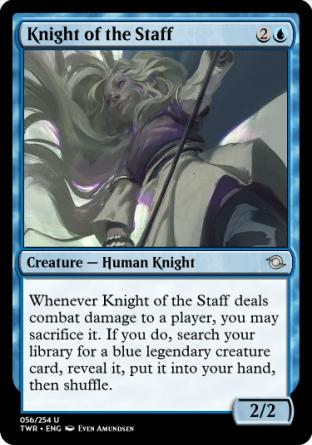 Knight of the Staff 2
Creature — Human Knight
Whenever Knight of the Staff deals
combat damage to a player, you may
sacrifice it. If you do, search your
library for a blue legendary creature
card, reveal it, put it into your hand,
then shuffle.
2/2
056/254 U
TWR • ENG Even Amundsen